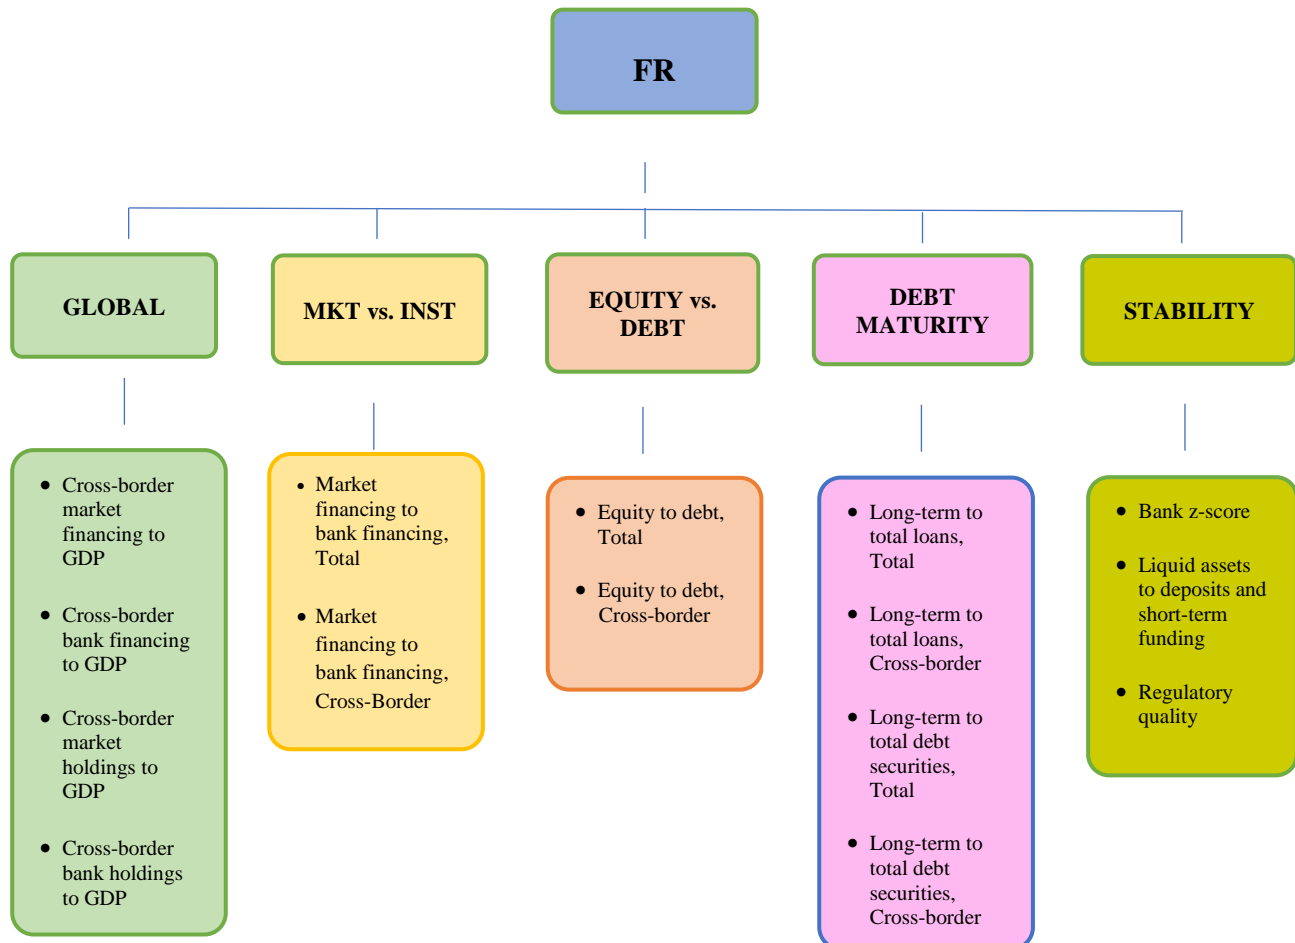 FR
GLOBAL
MKT vs. INST
EQUITY vs.
DEBT
DEBT
MATURITY
STABILITY
• Cross-border
market
financing to
GDP
• Cross-border
bank financing
to GDP
• Cross-border
market
holdings to
GDP
• Cross-border
bank holdings
to GDP
• Market
financing to
bank financing,
Total
• Market
financing to
bank financing,
Cross-Border
• Equity to debt,
Total
• Equity to debt,
Cross-border
• Long-term to
total loans,
Total
• Long-term to
total loans,
Cross-border
• Long-term to
total debt
securities,
Total
• Long-term to
total debt
securities,
Cross-border
• Bank z-score
• Liquid assets
to deposits and
short-term
funding
• Regulatory
quality